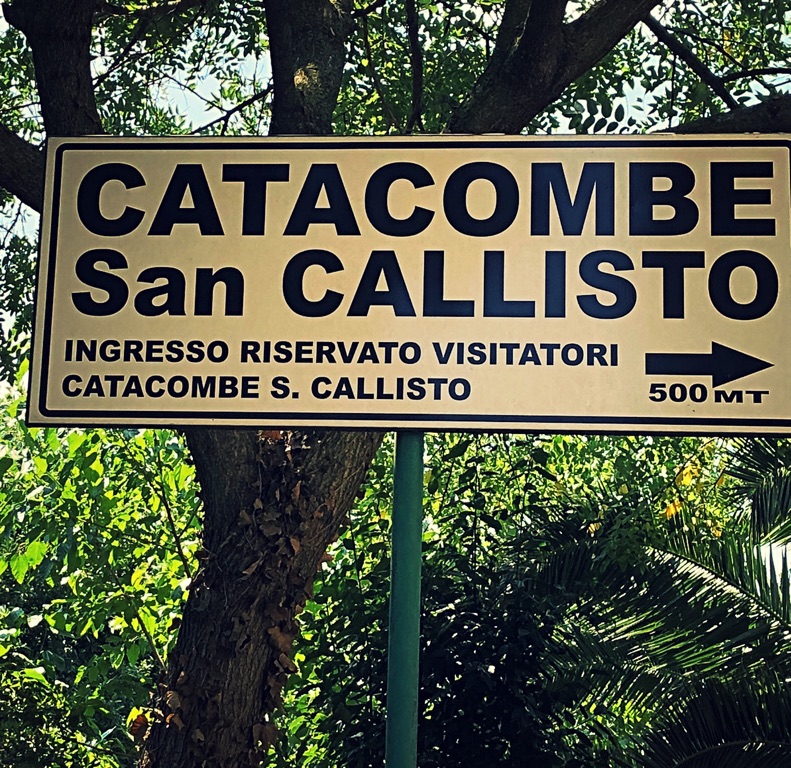 CATACOMBE
San CALLISTO
INGRESSO RISERVATO VISITATORI
CATACOMBE S. CALLISTO
500 MT